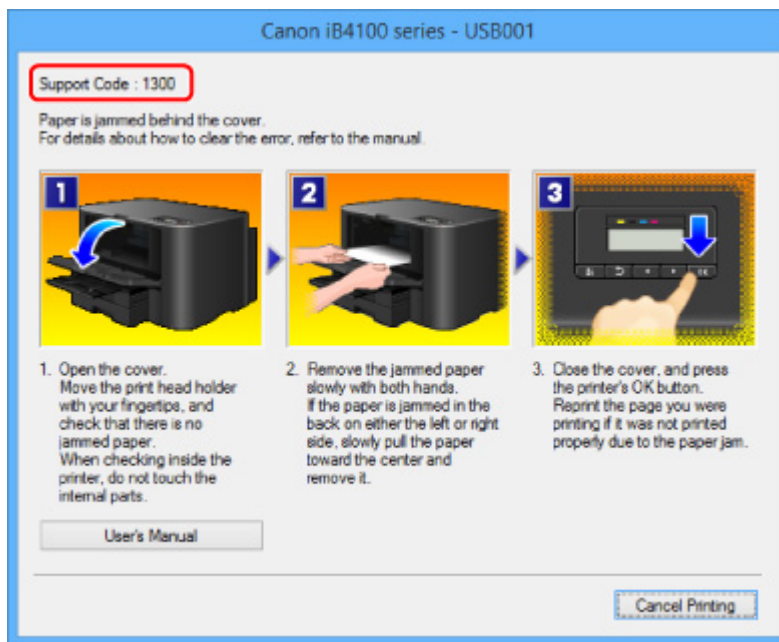 Canon iB4100 series - USB001
Support Code : 1300
Paper is jammed behind the cover.
For details about how to clear the error, refer to the manual.
1
2
3
1. Open the cover.
Move the print head holder
with your fingertips, and
check that there is no
jammed paper.
When checking inside the
printer, do not touch the
internal parts.
2. Remove the jammed paper
slowly with both hands.
If the paper is jammed in the
back on either the left or right
side, slowly pull the paper
toward the center and
remove it.
3. Close the cover, and press
the printer's OK button.
Reprint the page you were
printing if it was not printed
properly due to the paper jam.
User's Manual
Cancel Printing